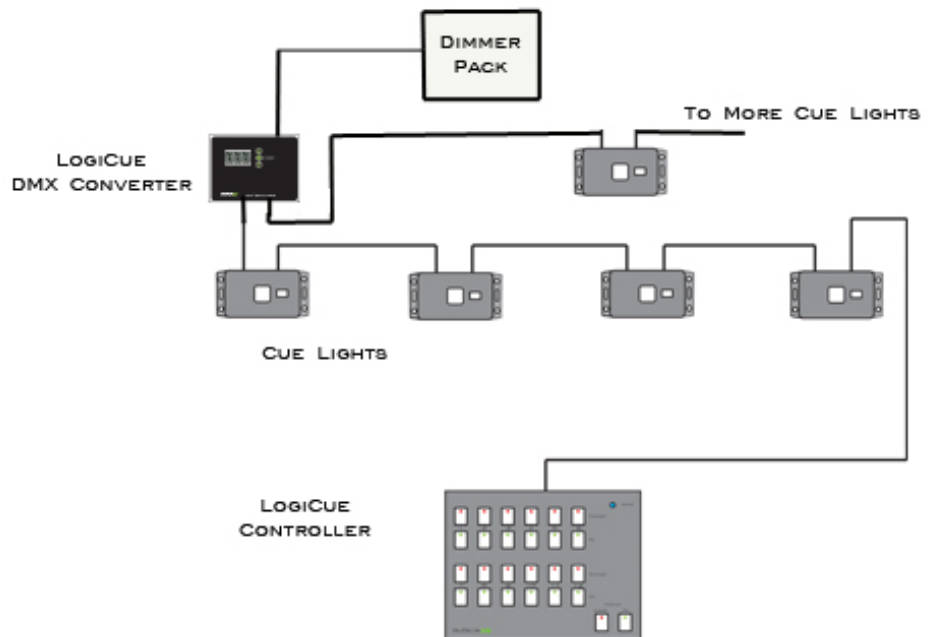 Dimmer
Pack
To More Cue Lights
LogiCue
DMX Converter
Cue Lights
LogiCue
Controller